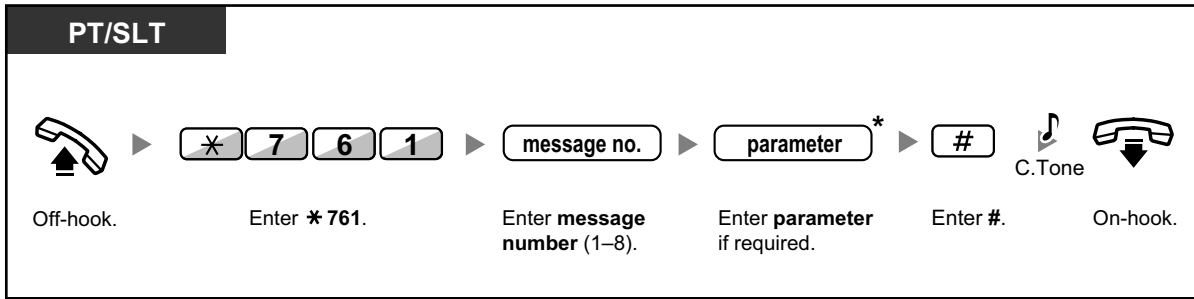 PT/SLT
* 7 6 1 message no. parameter * #
C.Tone
Off-hook. Enter * 761. Enter message number (1–8). Enter parameter if required. Enter #. On-hook.